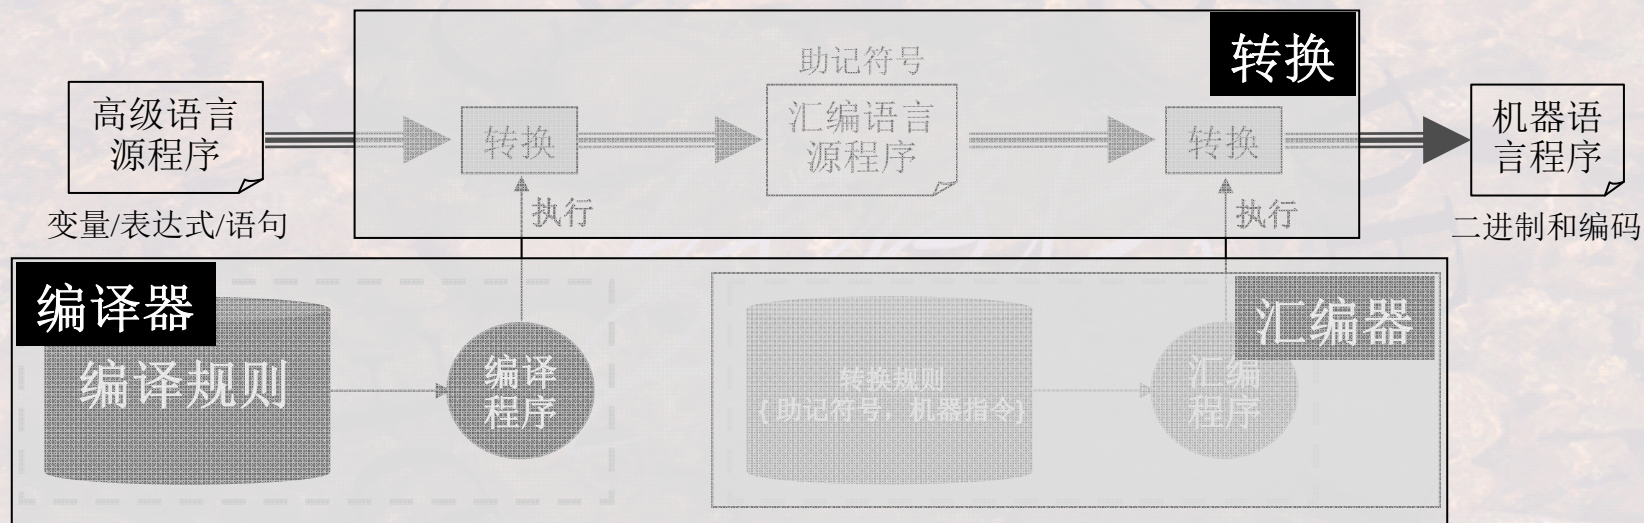 转换
助记符号
高级语言
源程序
转换
汇编语言
源程序
转换
机器语
言程序
变量/表达式/语句
执行
执行
二进制和编码
编译器
汇编器
编译规则
编译
程序
转换规则
{ 助记符号，机器指令}
汇编
程序